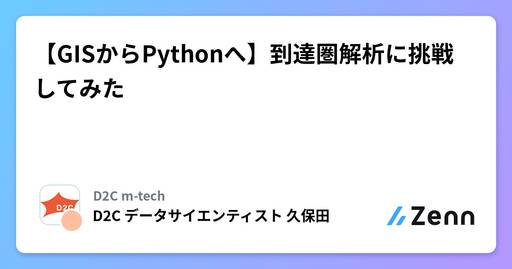 【GISからPythonへ】到達圏解析に挑戦
してみた
D2C
D2C m-tech
D2C データサイエンティスト 久保田
Zenn